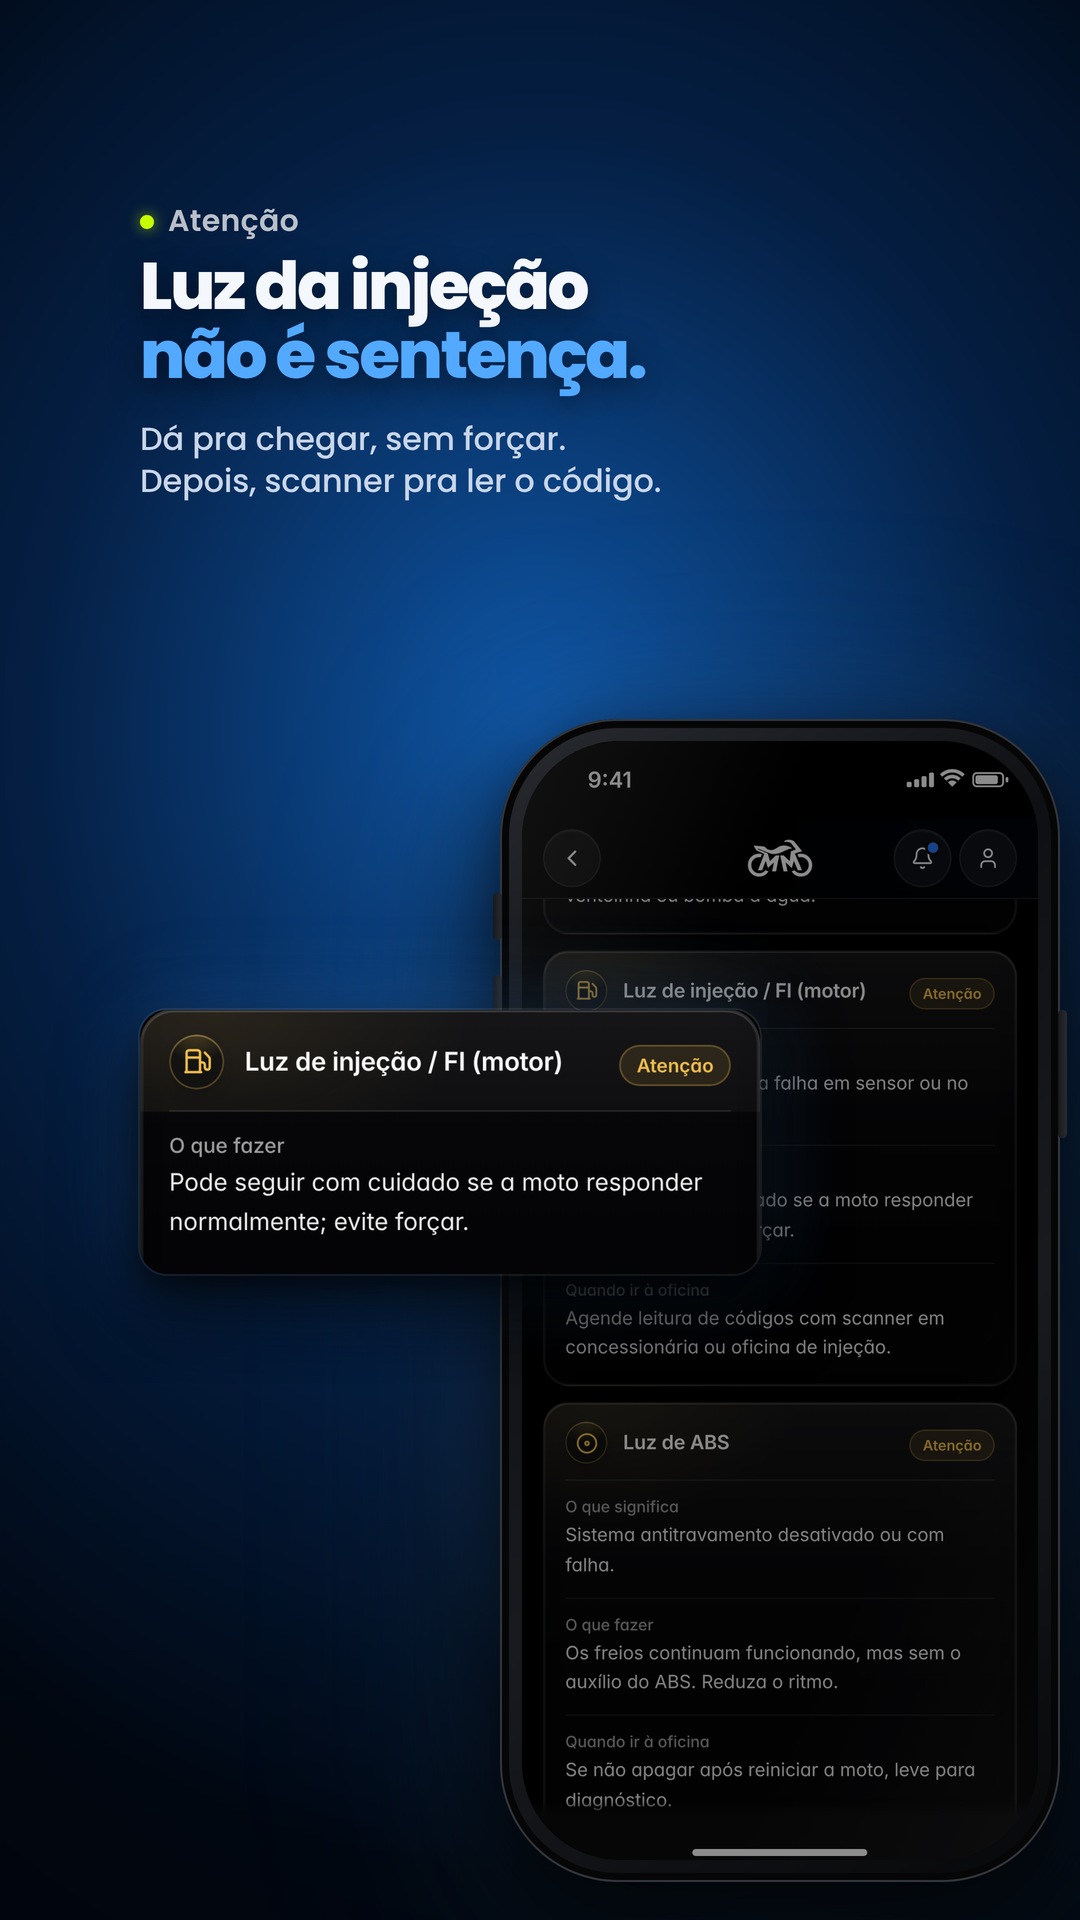 Atenção
Luz da injeção
não é sentença.
Dá pra chegar, sem forçar.
Depois, scanner pra ler o código.
9:41
MM
ventoinha ou bomba d'água.
Luz de injeção / FI (motor)
Atenção
Luz de injeção / FI (motor)
Atenção
O que fazer
Pode seguir com cuidado se a moto responder
normalmente; evite forçar.
a falha em sensor ou no
ado se a moto responder
rçar.
Quando ir à oficina
Agende leitura de códigos com scanner em
concessionária ou oficina de injeção.
Luz de ABS
Atenção
O que significa
Sistema antitravamento desativado ou com
falha.
O que fazer
Os freios continuam funcionando, mas sem o
auxílio do ABS. Reduza o ritmo.
Quando ir à oficina
Se não apagar após reiniciar a moto, leve para
diagnóstico.